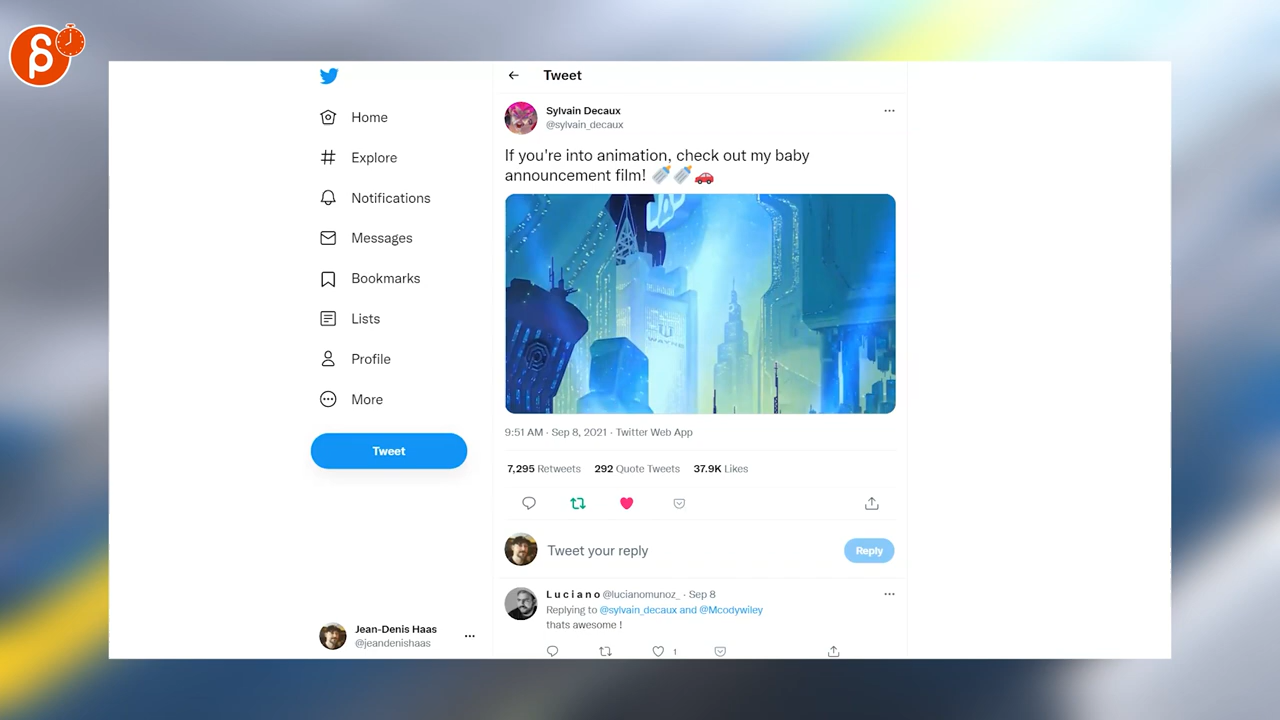 Tweet
Home
Explore
Notifications
Messages
Bookmarks
Lists
Profile
More
Tweet
Jean-Denis Haas
@jeandenishaas
Sylvain Decaux
@sylvain_decaux
If you're into animation, check out my baby
announcement film! 🍼🍼🚗
WAYNE
9:51 AM · Sep 8, 2021 · Twitter Web App
7,295 Retweets 292 Quote Tweets 37.9K Likes
Tweet your reply
Reply
L u c i a n o @lucianomunoz_ · Sep 8
Replying to @sylvain_decaux and @Mcodywiley
thats awesome !
1